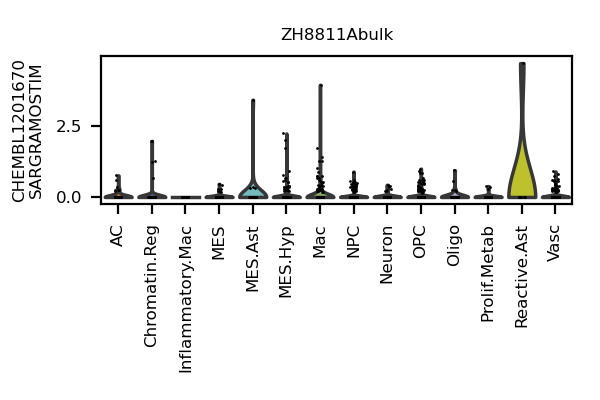 ZH8811Abulk
CHEMBL1201670
SARGRAMOSTIM
2.5
0.0
AC
Chromatin.Reg
Inflammatory.Mac
MES
MES.Ast
MES.Hyp
Mac
NPC
Neuron
OPC
Oligo
Prolif.Metab
Reactive.Ast
Vasc